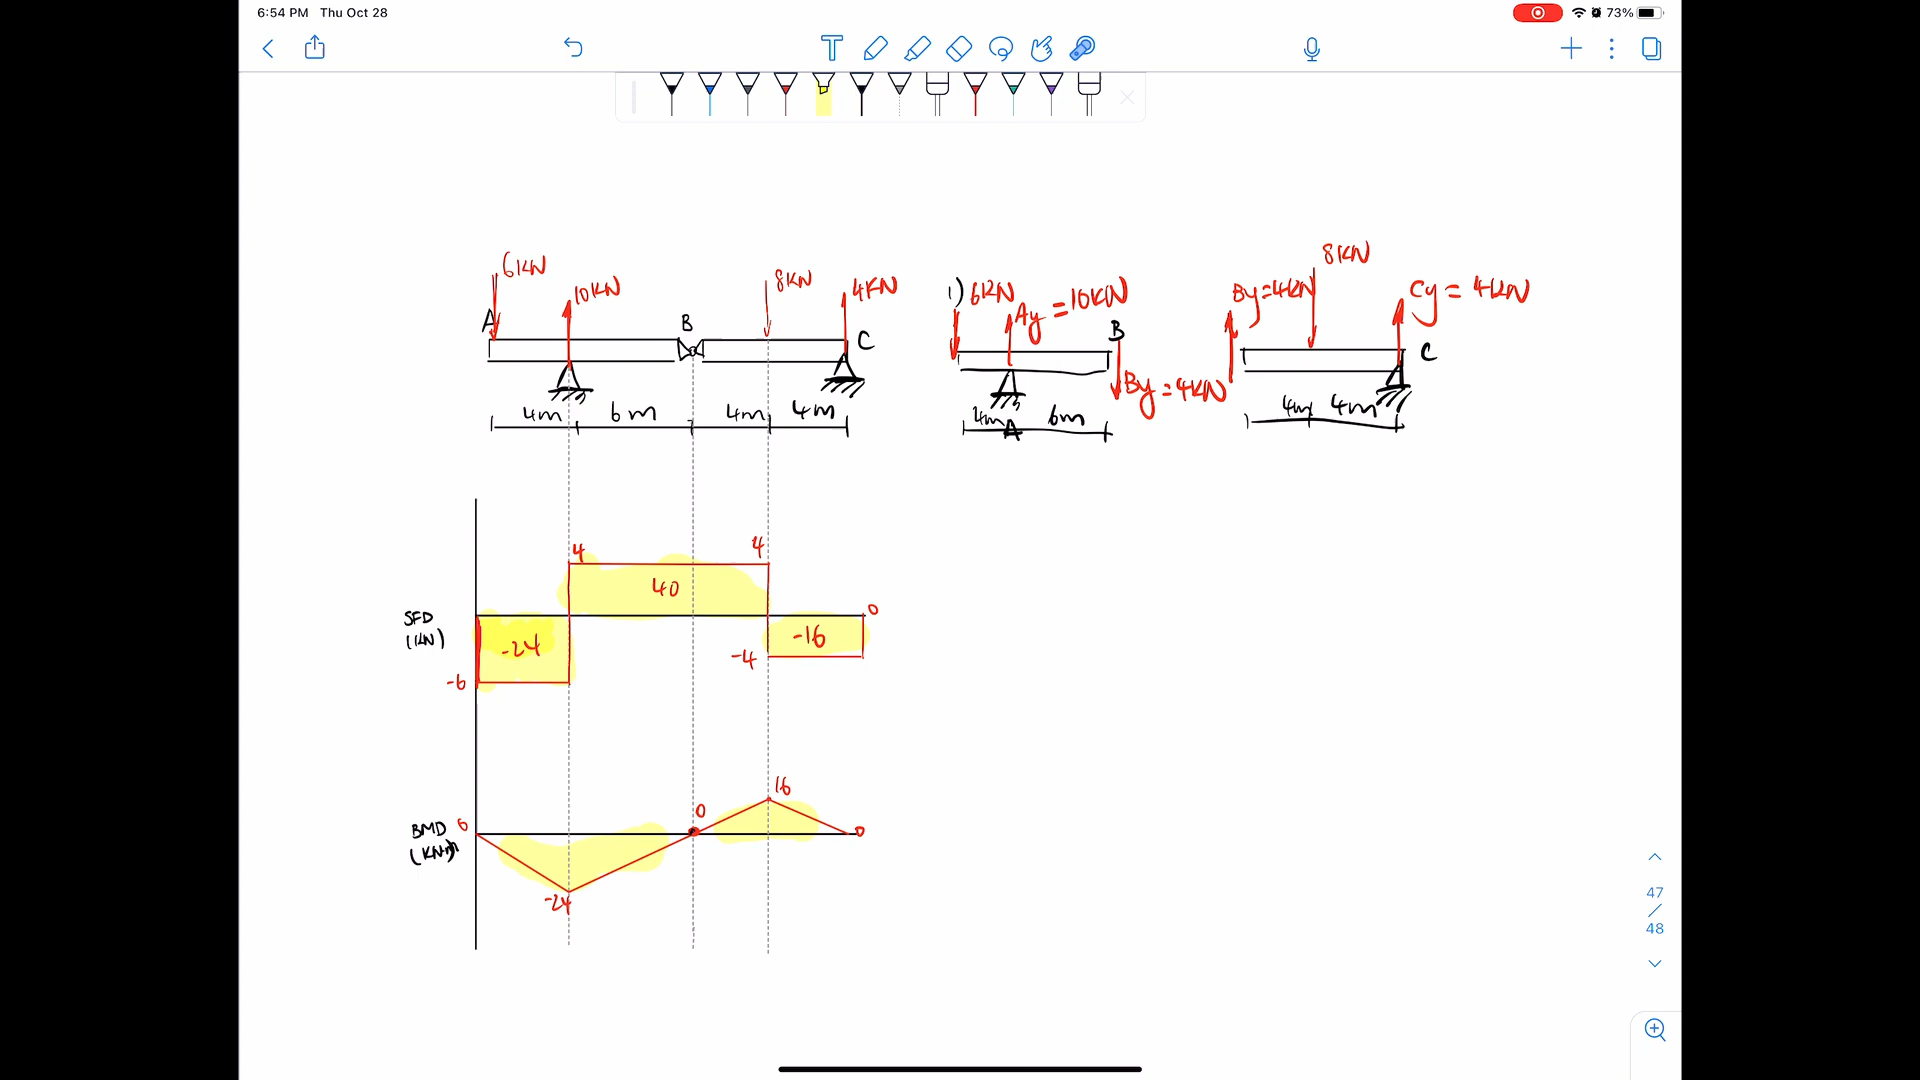 6:54 PM Thu Oct 28
73%
6KN
10KN
8KN
4KN
A
B
C
4m 6m 4m 4m
1) 6KN
Ay = 10KN
B
By = 4KN
4m 6m
A
8KN
By = 4KN
Cy = 4KN
C
4m 4m
4 4
40
SFD
(KN)
-24
-16
0
-4
-6
16
0
BMD 0
(KNm)
0
-24
47
/
48